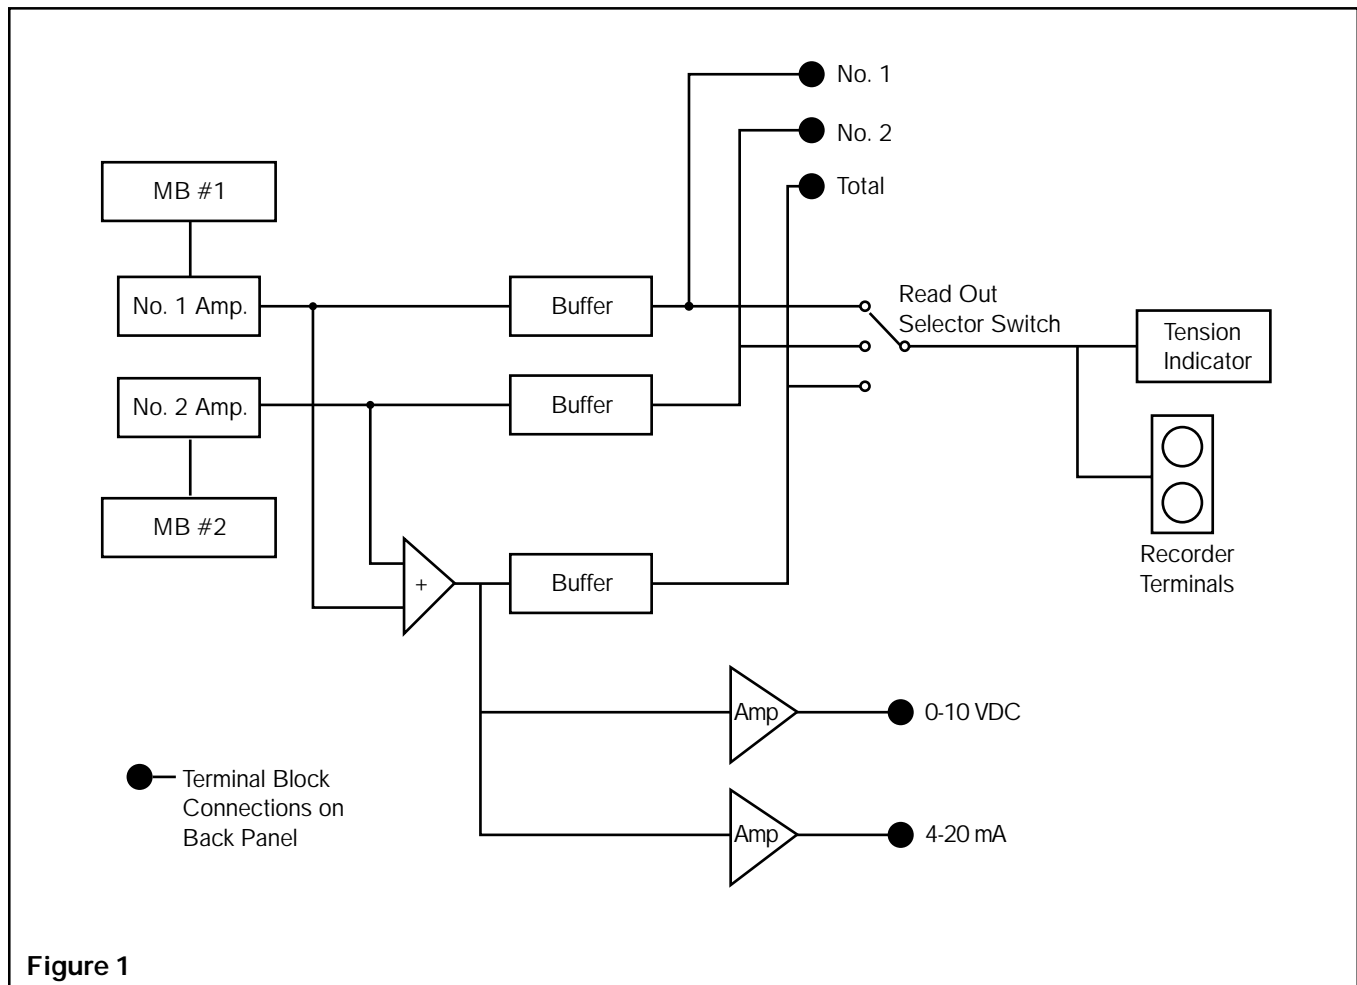 No. 1
No. 2
Total
MB #1
No. 1 Amp.
Buffer
Read Out
Selector Switch
Tension
Indicator
No. 2 Amp.
Buffer
MB #2
Recorder
Terminals
+
Buffer
Amp
0-10 VDC
Terminal Block
Connections on
Back Panel
Amp
4-20 mA
Figure 1